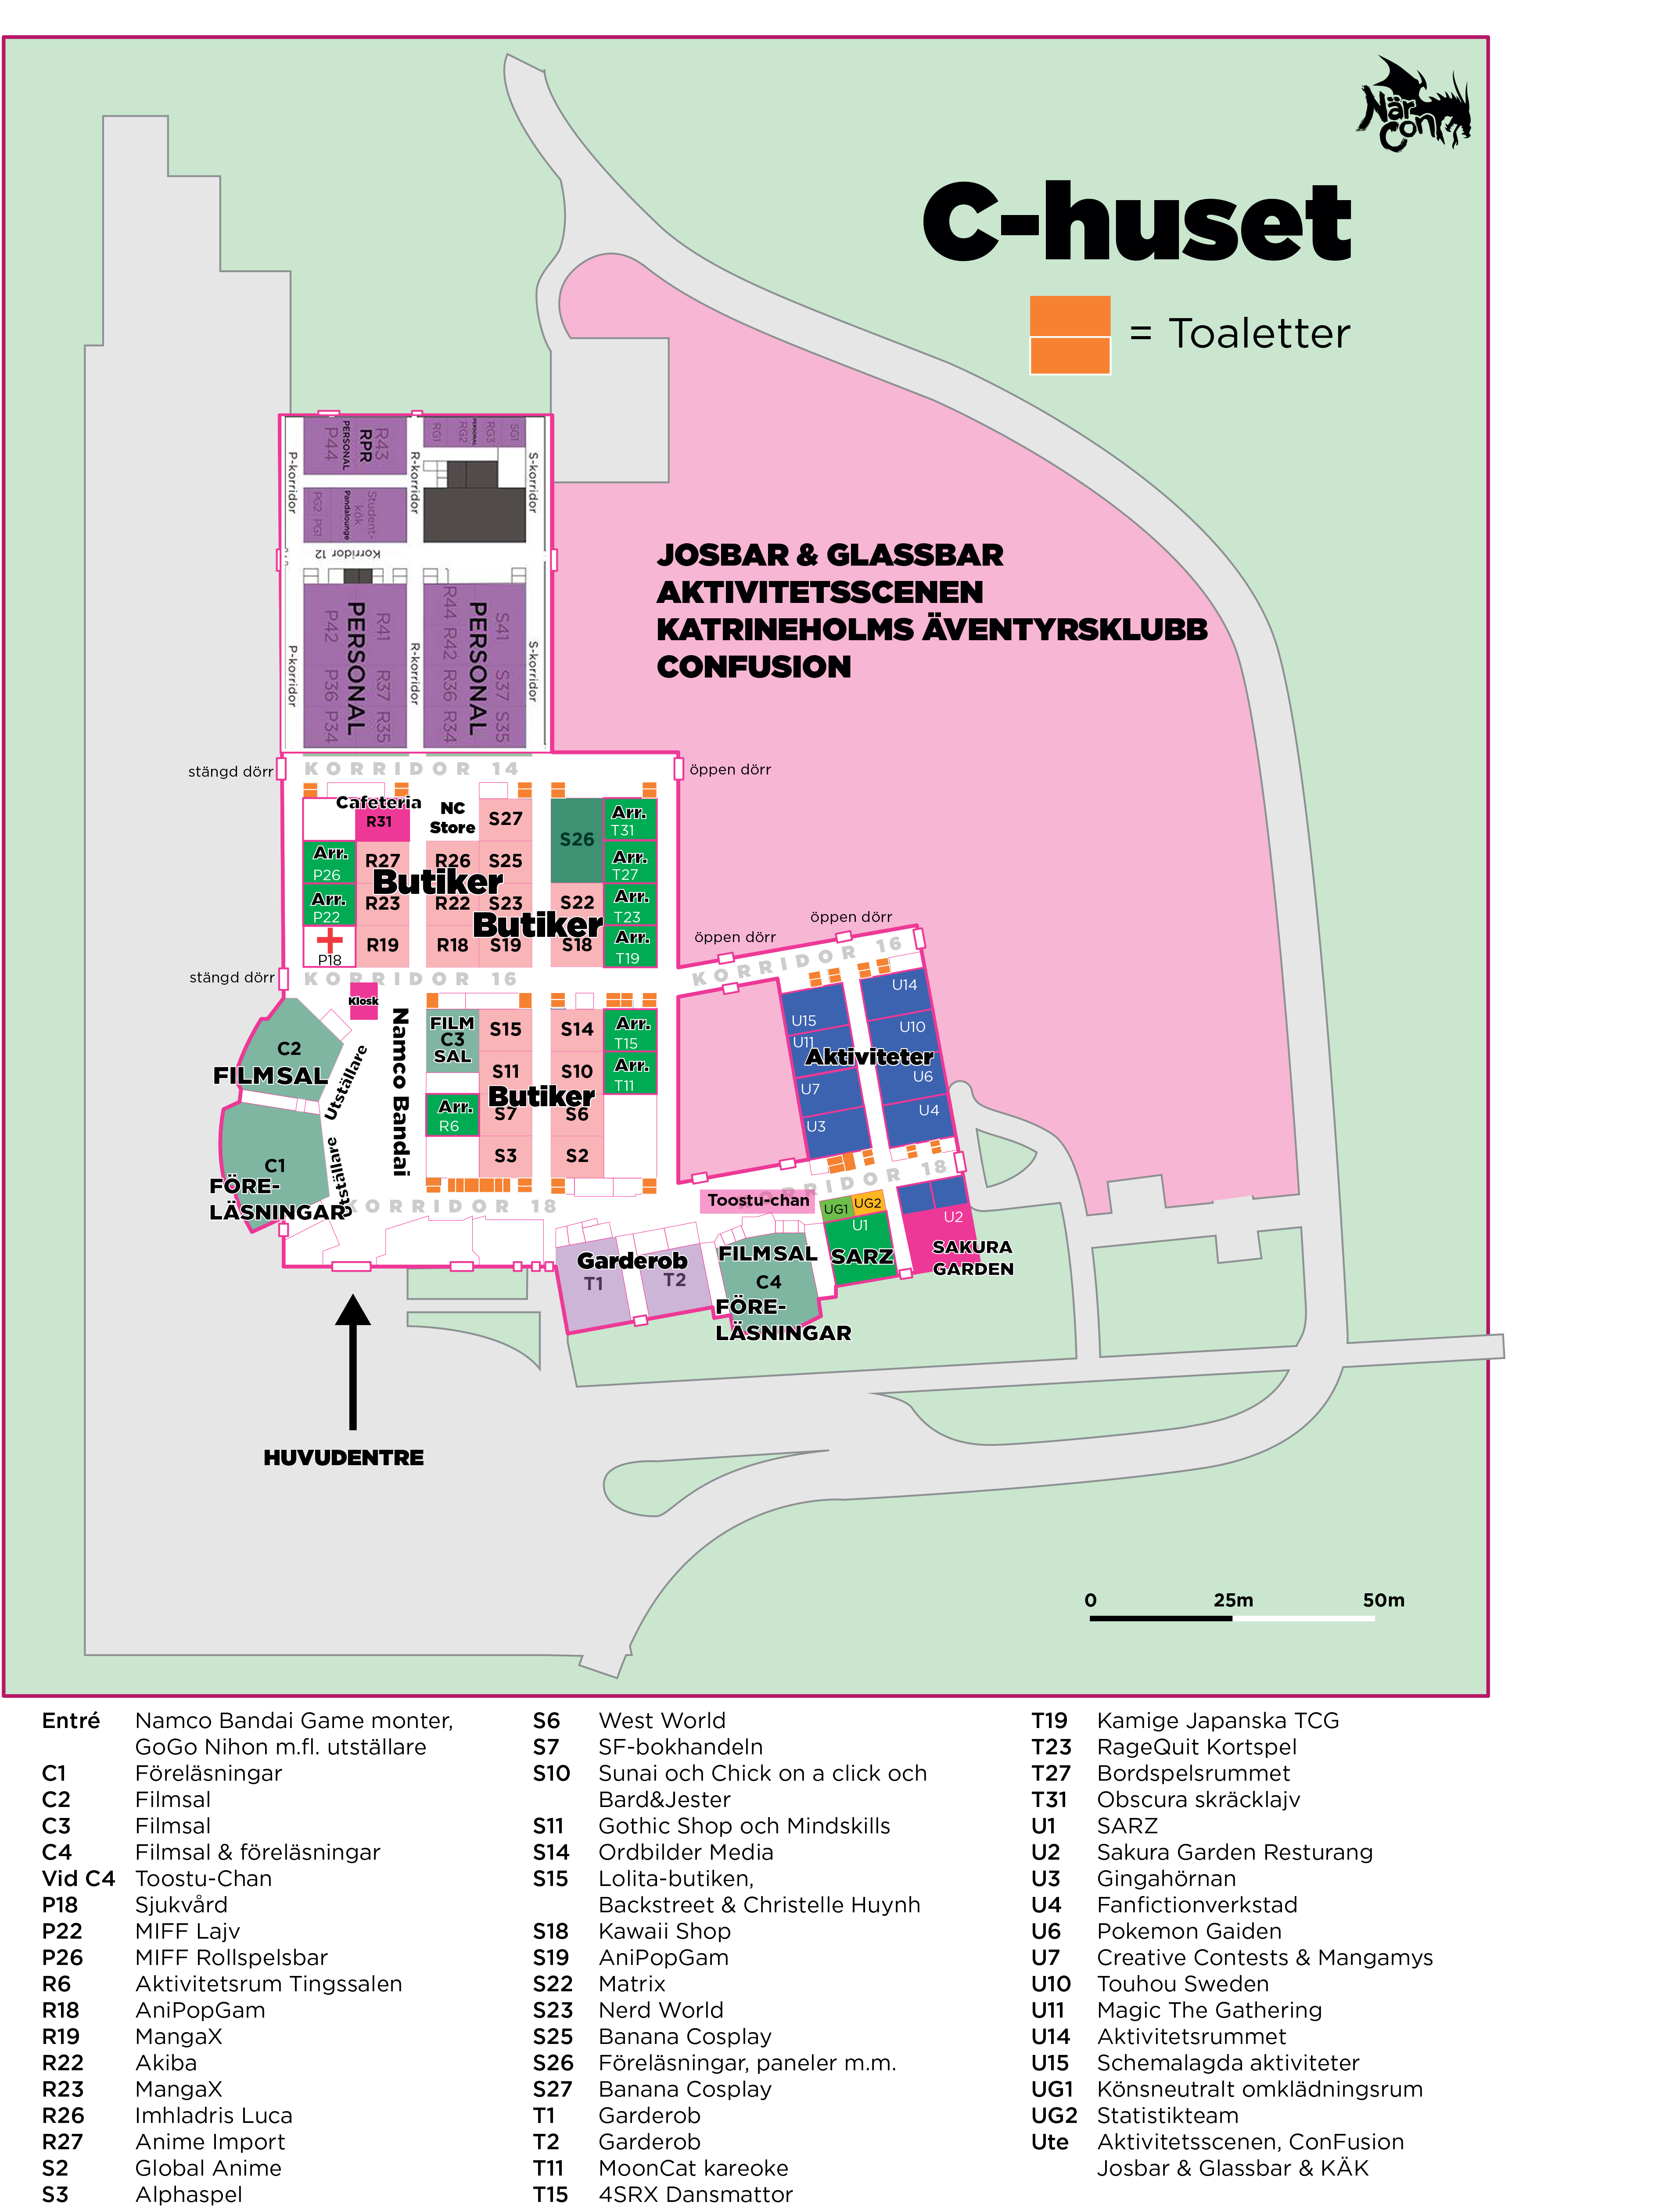 När
Con
C-huset
= Toaletter
R43
RPR
PERSONAL
P44
RG1
RG2
PERSONAL
RG3
SG1
P-korridor
R-korridor
S-korridor
Student-
kök
Pandalounge
PG2 PG1
Korridor 12
JOSBAR & GLASSBAR
AKTIVITETSSCENEN
KATRINEHOLMS ÄVENTYRSKLUBB
CONFUSION
P42 P36 P34
PERSONAL
R41 R37 R35
R44 R42 R36 R34
PERSONAL
S41 S37 S35
P-korridor
R-korridor
S-korridor
stängd dörr
KORRIDOR 14
öppen dörr
Cafeteria
R31
NC
Store
S27
S26
Arr.
T31
Arr.
P26
R27
R26
S25
Arr.
T27
Butiker
Arr.
P22
R23
R22
S23
S22
Arr.
T23
Butiker
P18
R19
R18
S19
S18
Arr.
T19
öppen dörr
öppen dörr
stängd dörr
KORRIDOR 16
KORRIDOR 16
Klosk
Namco Bandai
FILM
C3
SAL
S15
S14
Arr.
T15
U15
U14
C2
FILMSAL
Utställare
S11
S10
Arr.
T11
U11
U10
Aktiviteter
Butiker
Arr.
R6
S7
S6
U7
U6
U3
U4
C1
FÖRE-
LÄSNINGAR
Utställare
S3
S2
KORRIDOR 18
KORRIDOR 18
Toostu-chan
UG1
UG2
U1
SARZ
U2
SAKURA
GARDEN
Garderob
T1
T2
FILMSAL
C4
FÖRE-
LÄSNINGAR
HUVUDENTRE
0 25m 50m
Entré Namco Bandai Game monter,
GoGo Nihon m.fl. utställare
C1 Föreläsningar
C2 Filmsal
C3 Filmsal
C4 Filmsal & föreläsningar
Vid C4 Toostu-Chan
P18 Sjukvård
P22 MIFF Lajv
P26 MIFF Rollspelsbar
R6 Aktivitetsrum Tingssalen
R18 AniPopGam
R19 MangaX
R22 Akiba
R23 MangaX
R26 Imhladris Luca
R27 Anime Import
S2 Global Anime
S3 Alphaspel
S6 West World
S7 SF-bokhandeln
S10 Sunai och Chick on a click och
Bard&Jester
S11 Gothic Shop och Mindskills
S14 Ordbilder Media
S15 Lolita-butiken,
Backstreet & Christelle Huynh
S18 Kawaii Shop
S19 AniPopGam
S22 Matrix
S23 Nerd World
S25 Banana Cosplay
S26 Föreläsningar, paneler m.m.
S27 Banana Cosplay
T1 Garderob
T2 Garderob
T11 MoonCat kareoke
T15 4SRX Dansmattor
T19 Kamige Japanska TCG
T23 RageQuit Kortspel
T27 Bordspelsrummet
T31 Obscura skräcklajv
U1 SARZ
U2 Sakura Garden Resturang
U3 Gingahörnan
U4 Fanfictionverkstad
U6 Pokemon Gaiden
U7 Creative Contests & Mangamys
U10 Touhou Sweden
U11 Magic The Gathering
U14 Aktivitetsrummet
U15 Schemalagda aktiviteter
UG1 Könsneutralt omklädningsrum
UG2 Statistikteam
Ute Aktivitetsscenen, ConFusion
Josbar & Glassbar & KÄK